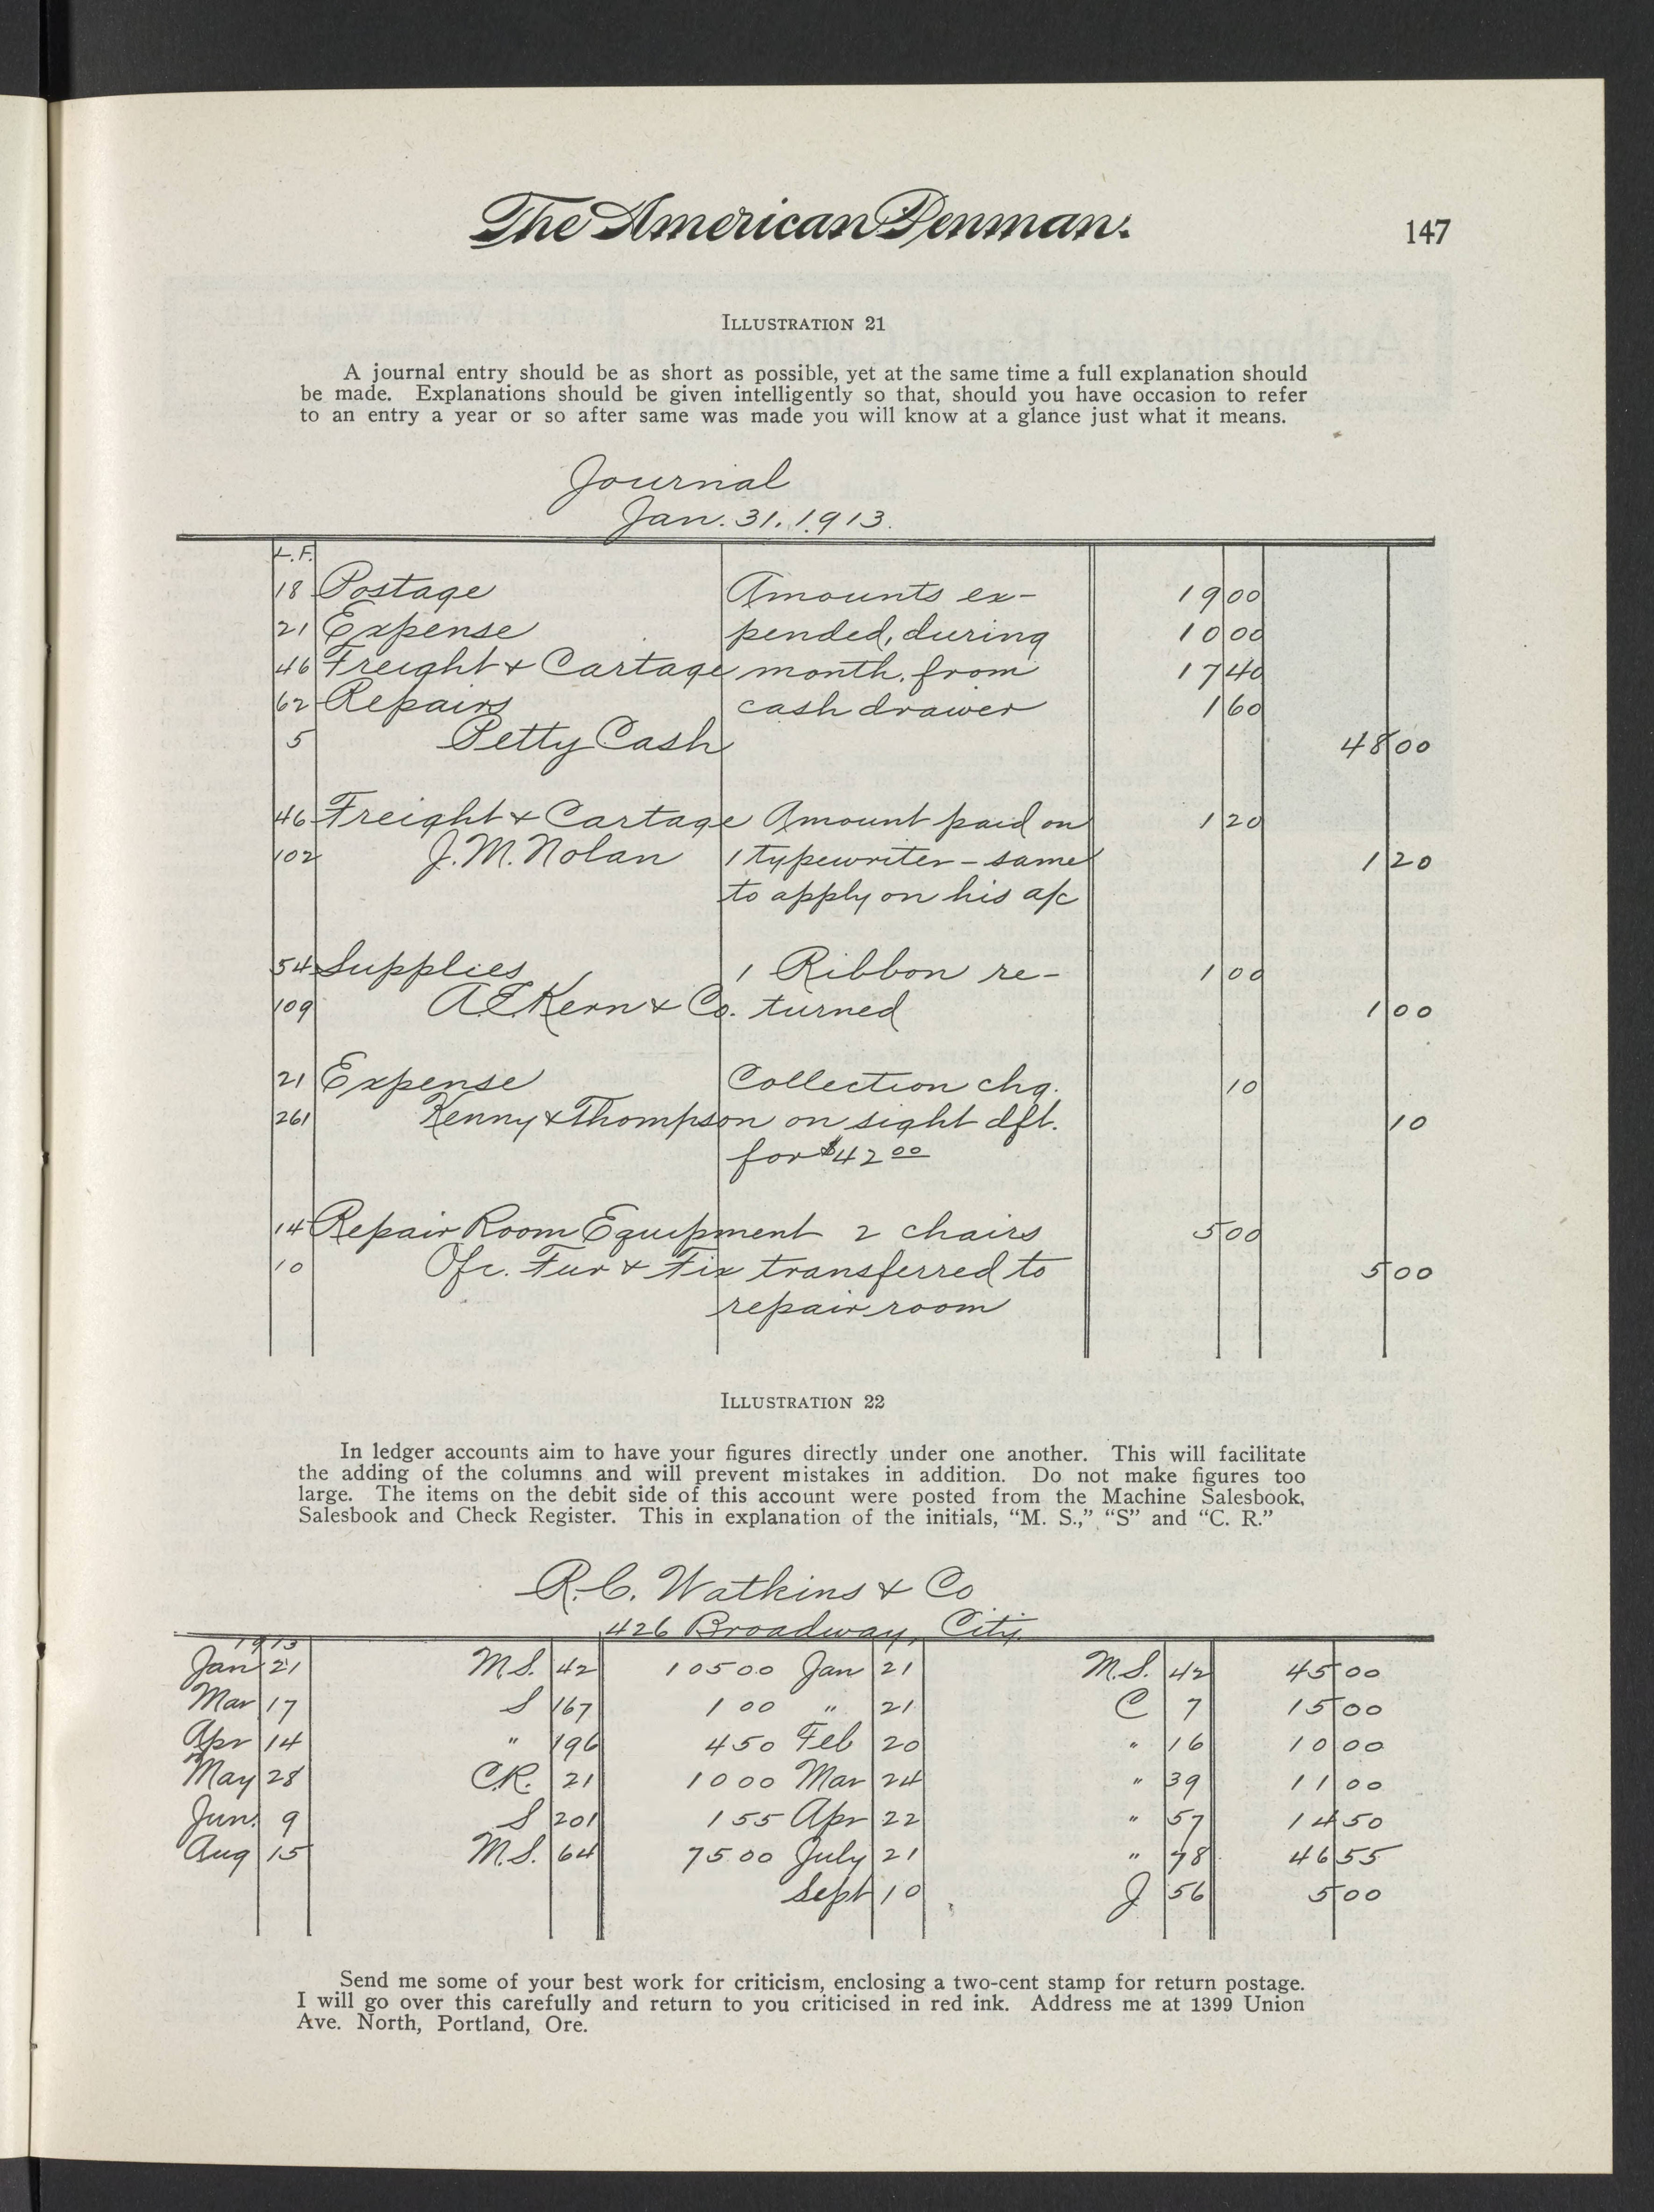 The American Penman.
147
ILLUSTRATION 21
A journal entry should be as short as possible, yet at the same time a full explanation should
be made. Explanations should be given intelligently so that, should you have occasion to refer
to an entry a year or so after same was made you will know at a glance just what it means.
Journal
Jan. 31, 1913.
L.F.
18 Postage Amounts ex- 19 00
21 Expense pended, during 10 00
46 Freight & Cartage month, from 17 40
62 Repairs cash drawer 1 60
5 Petty Cash 48 00
46 Freight & Cartage Amount paid on 1 20
102 J. M. Nolan 1 typewriter - same 1 20
to apply on his a/c
54 Supplies 1 Ribbon re- 1 00
109 A. E. Kern & Co. turned 1 00
21 Expense Collection chg. 10
261 Kenny & Thompson on sight dft. 10
for $42 00
14 Repair Room Equipment 2 chairs 5 00
10 Ofc. Fur & Fix transferred to 5 00
repair room
ILLUSTRATION 22
In ledger accounts aim to have your figures directly under one another. This will facilitate
the adding of the columns and will prevent mistakes in addition. Do not make figures too
large. The items on the debit side of this account were posted from the Machine Salesbook,
Salesbook and Check Register. This in explanation of the initials, “M. S.,” “S” and “C. R.”
R. C. Watkins & Co
426 Broadway, City.
1913
Jan 21 M.S. 42 105 00 Jan 21 M.S. 42 45 00
Mar 17 S 167 1 00 " 21 C 7 15 00
Apr 14 " 196 4 50 Feb 20 " 16 10 00
May 28 C.R. 21 10 00 Mar 24 " 39 11 00
Jun. 9 S 201 1 55 Apr 22 " 57 14 50
Aug 15 M.S. 64 75 00 July 21 " 78 46 55
Sept 10 J 56 5 00
Send me some of your best work for criticism, enclosing a two-cent stamp for return postage.
I will go over this carefully and return to you criticised in red ink. Address me at 1399 Union
Ave. North, Portland, Ore.